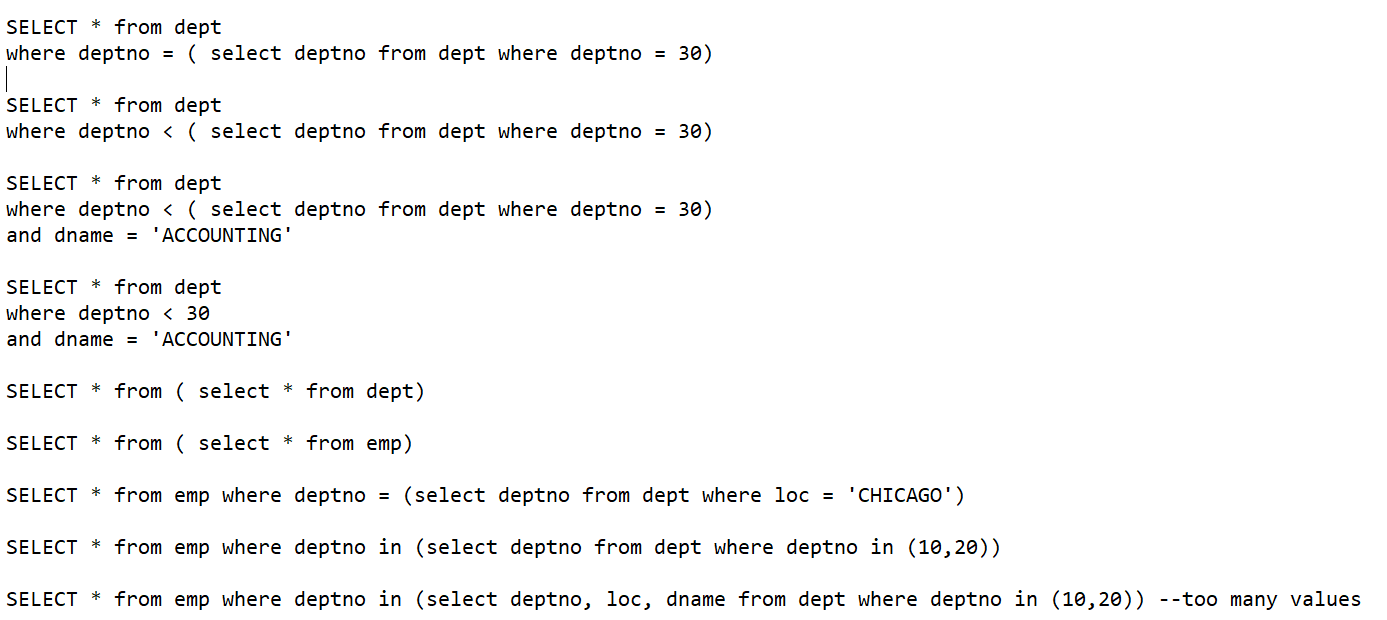 SELECT * from dept
where deptno = ( select deptno from dept where deptno = 30)
SELECT * from dept
where deptno < ( select deptno from dept where deptno = 30)
SELECT * from dept
where deptno < ( select deptno from dept where deptno = 30)
and dname = 'ACCOUNTING'
SELECT * from dept
where deptno < 30
and dname = 'ACCOUNTING'
SELECT * from ( select * from dept)
SELECT * from ( select * from emp)
SELECT * from emp where deptno = (select deptno from dept where loc = 'CHICAGO')
SELECT * from emp where deptno in (select deptno from dept where deptno in (10,20))
SELECT * from emp where deptno in (select deptno, loc, dname from dept where deptno in (10,20)) --too many values